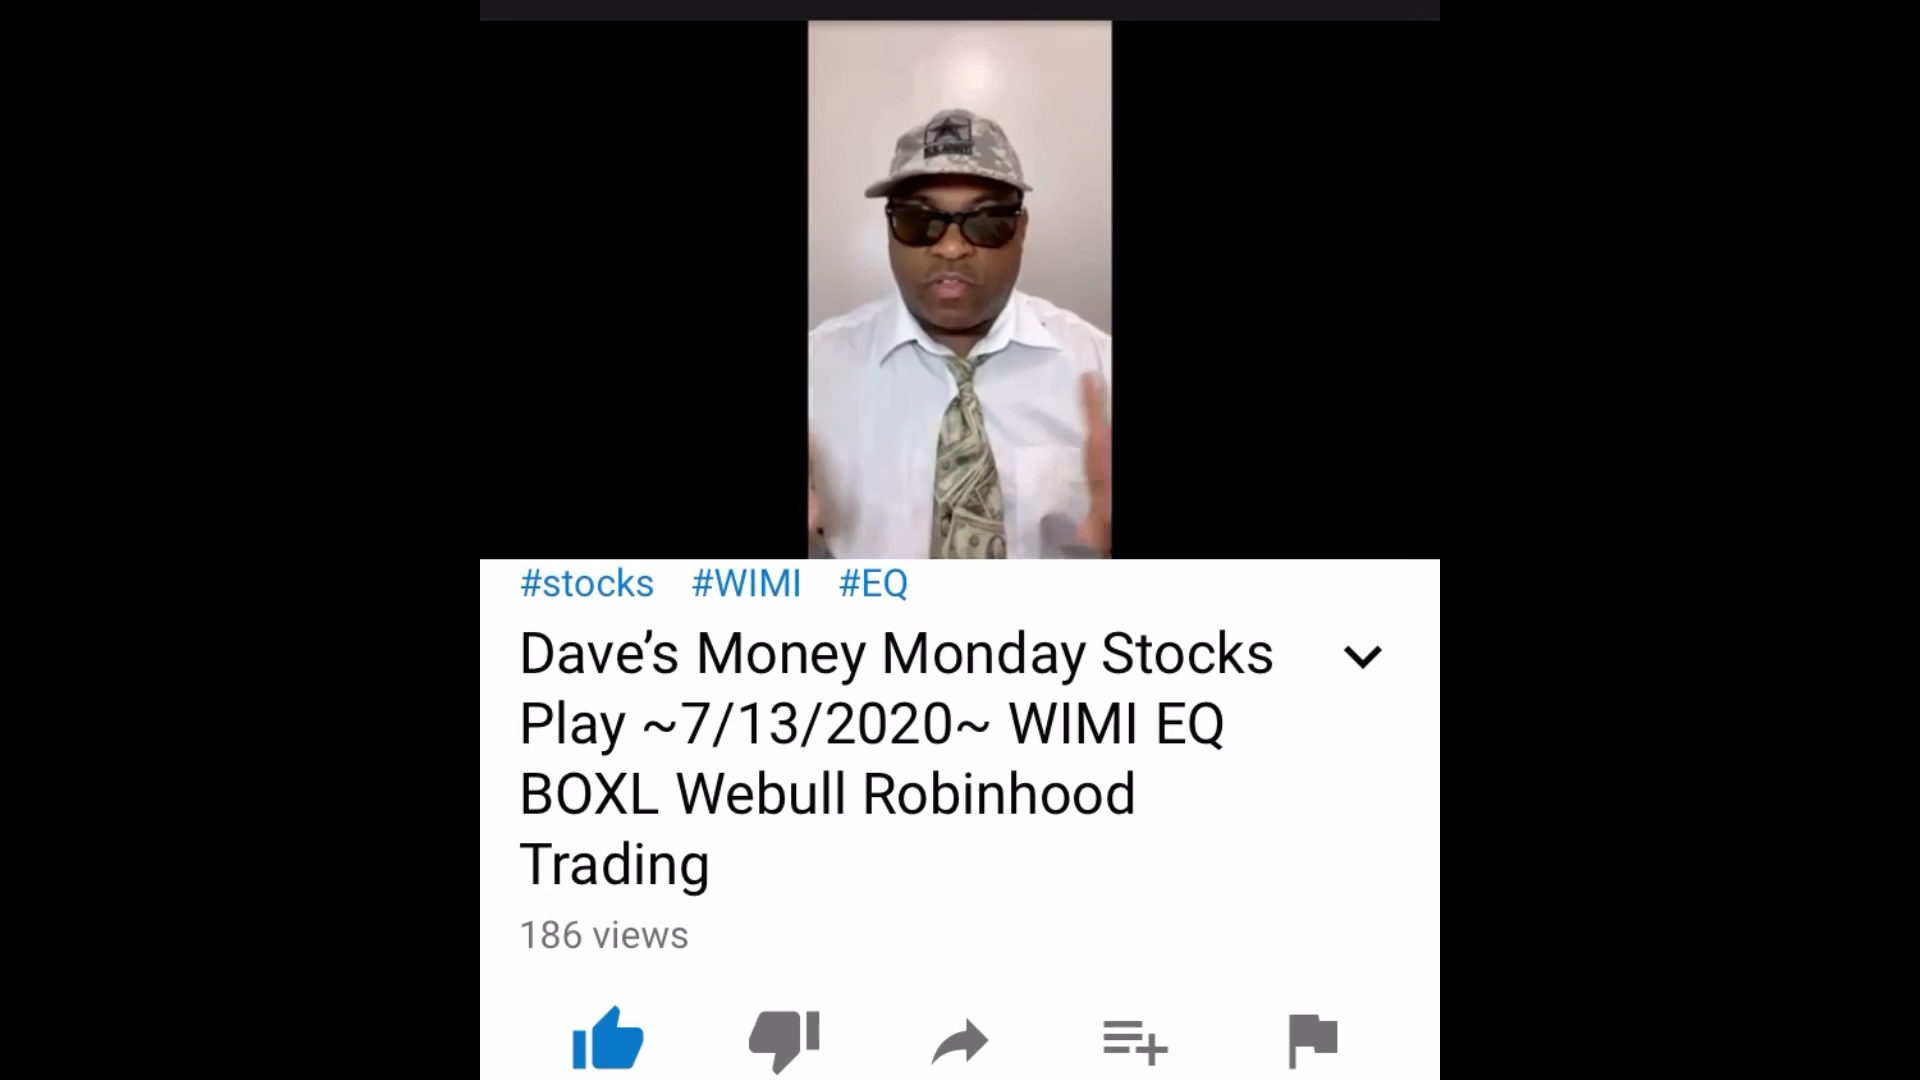 U.S. ARMY
#stocks #WIMI #EQ
Dave’s Money Monday Stocks
Play ~7/13/2020~ WIMI EQ
BOXL Webull Robinhood
Trading
186 views